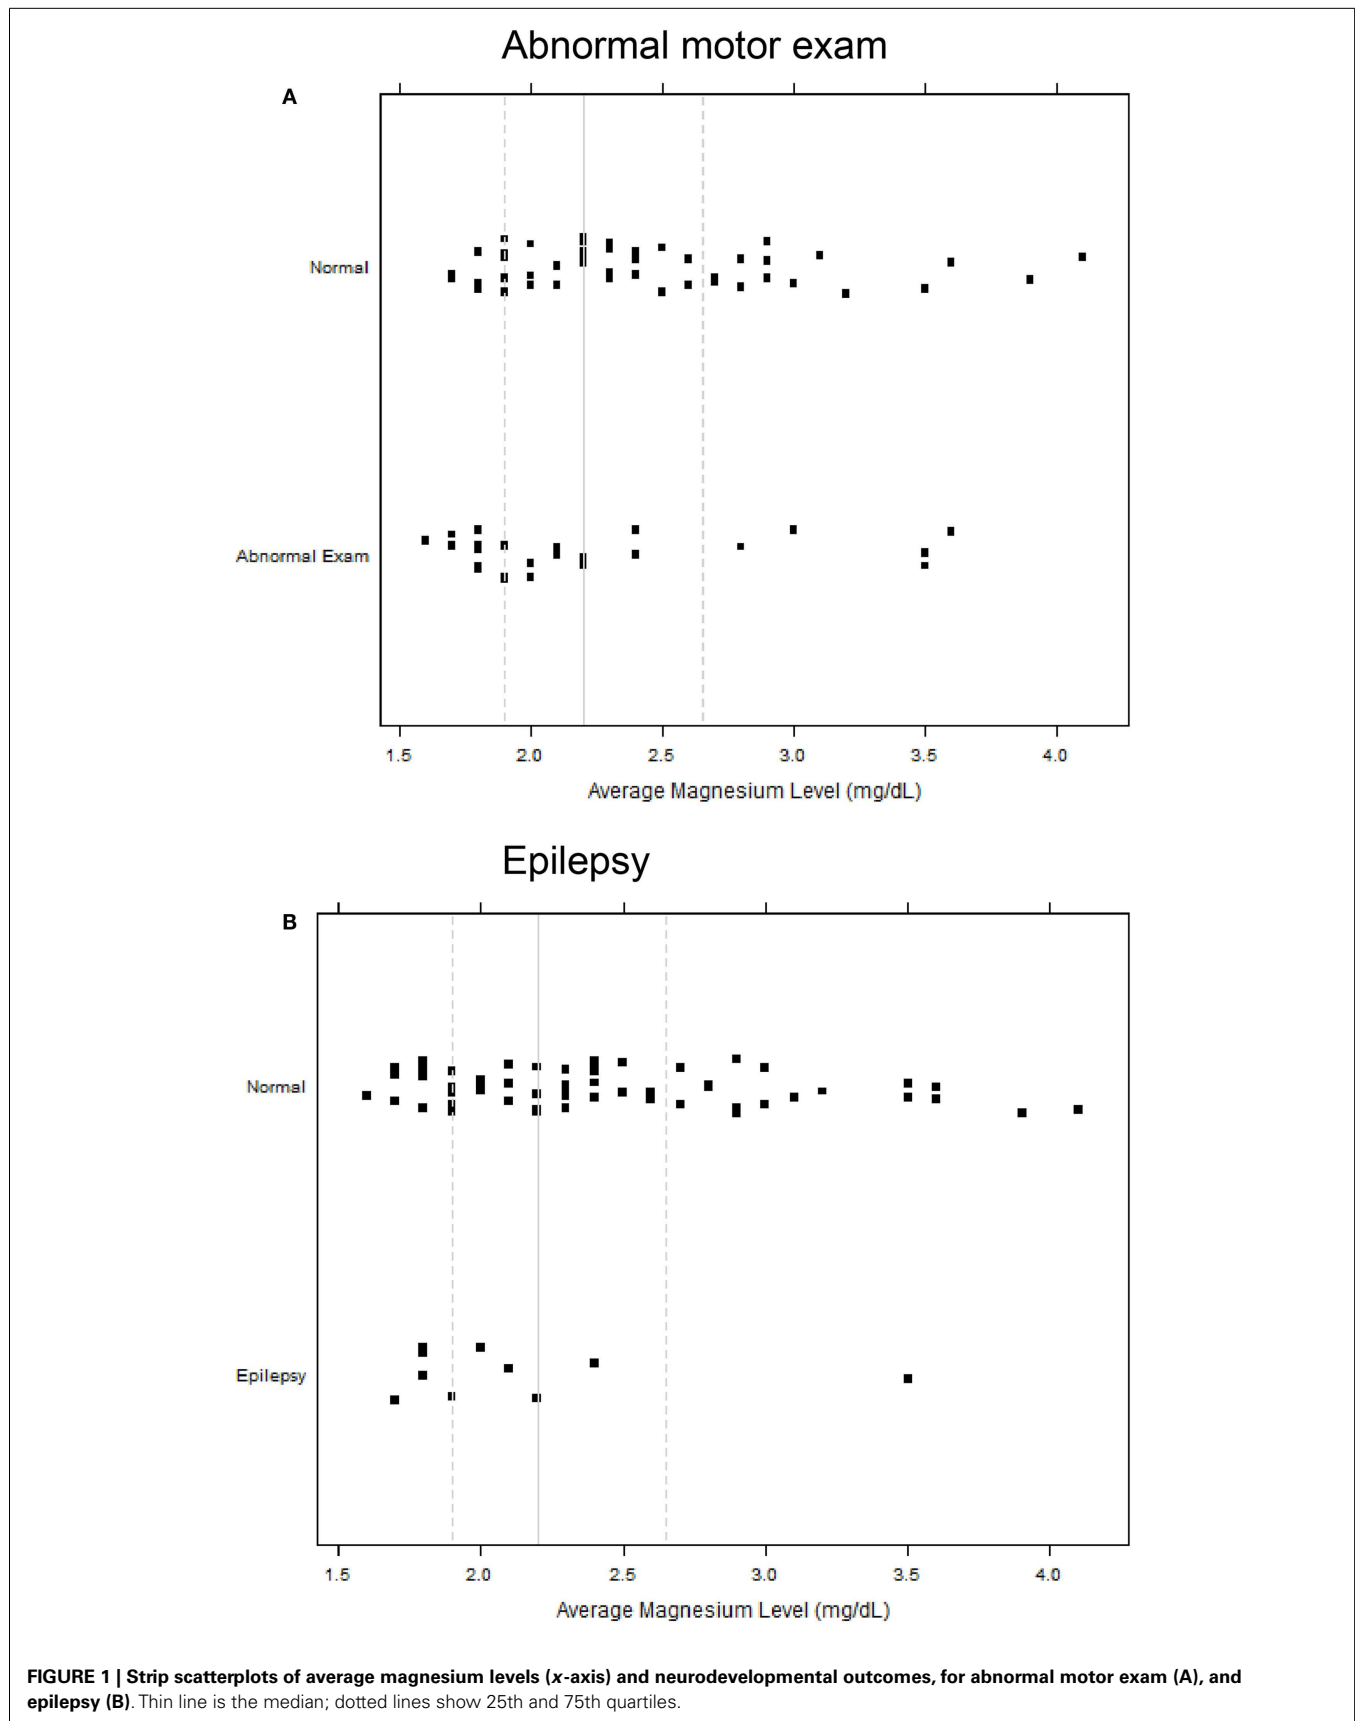 Abnormal motor exam
A
Normal
Abnormal Exam
1.5 2.0 2.5 3.0 3.5 4.0
Average Magnesium Level (mg/dL)
Epilepsy
B
Normal
Epilepsy
1.5 2.0 2.5 3.0 3.5 4.0
Average Magnesium Level (mg/dL)
FIGURE 1 | Strip scatterplots of average magnesium levels (x-axis) and neurodevelopmental outcomes, for abnormal motor exam (A), and
epilepsy (B). Thin line is the median; dotted lines show 25th and 75th quartiles.